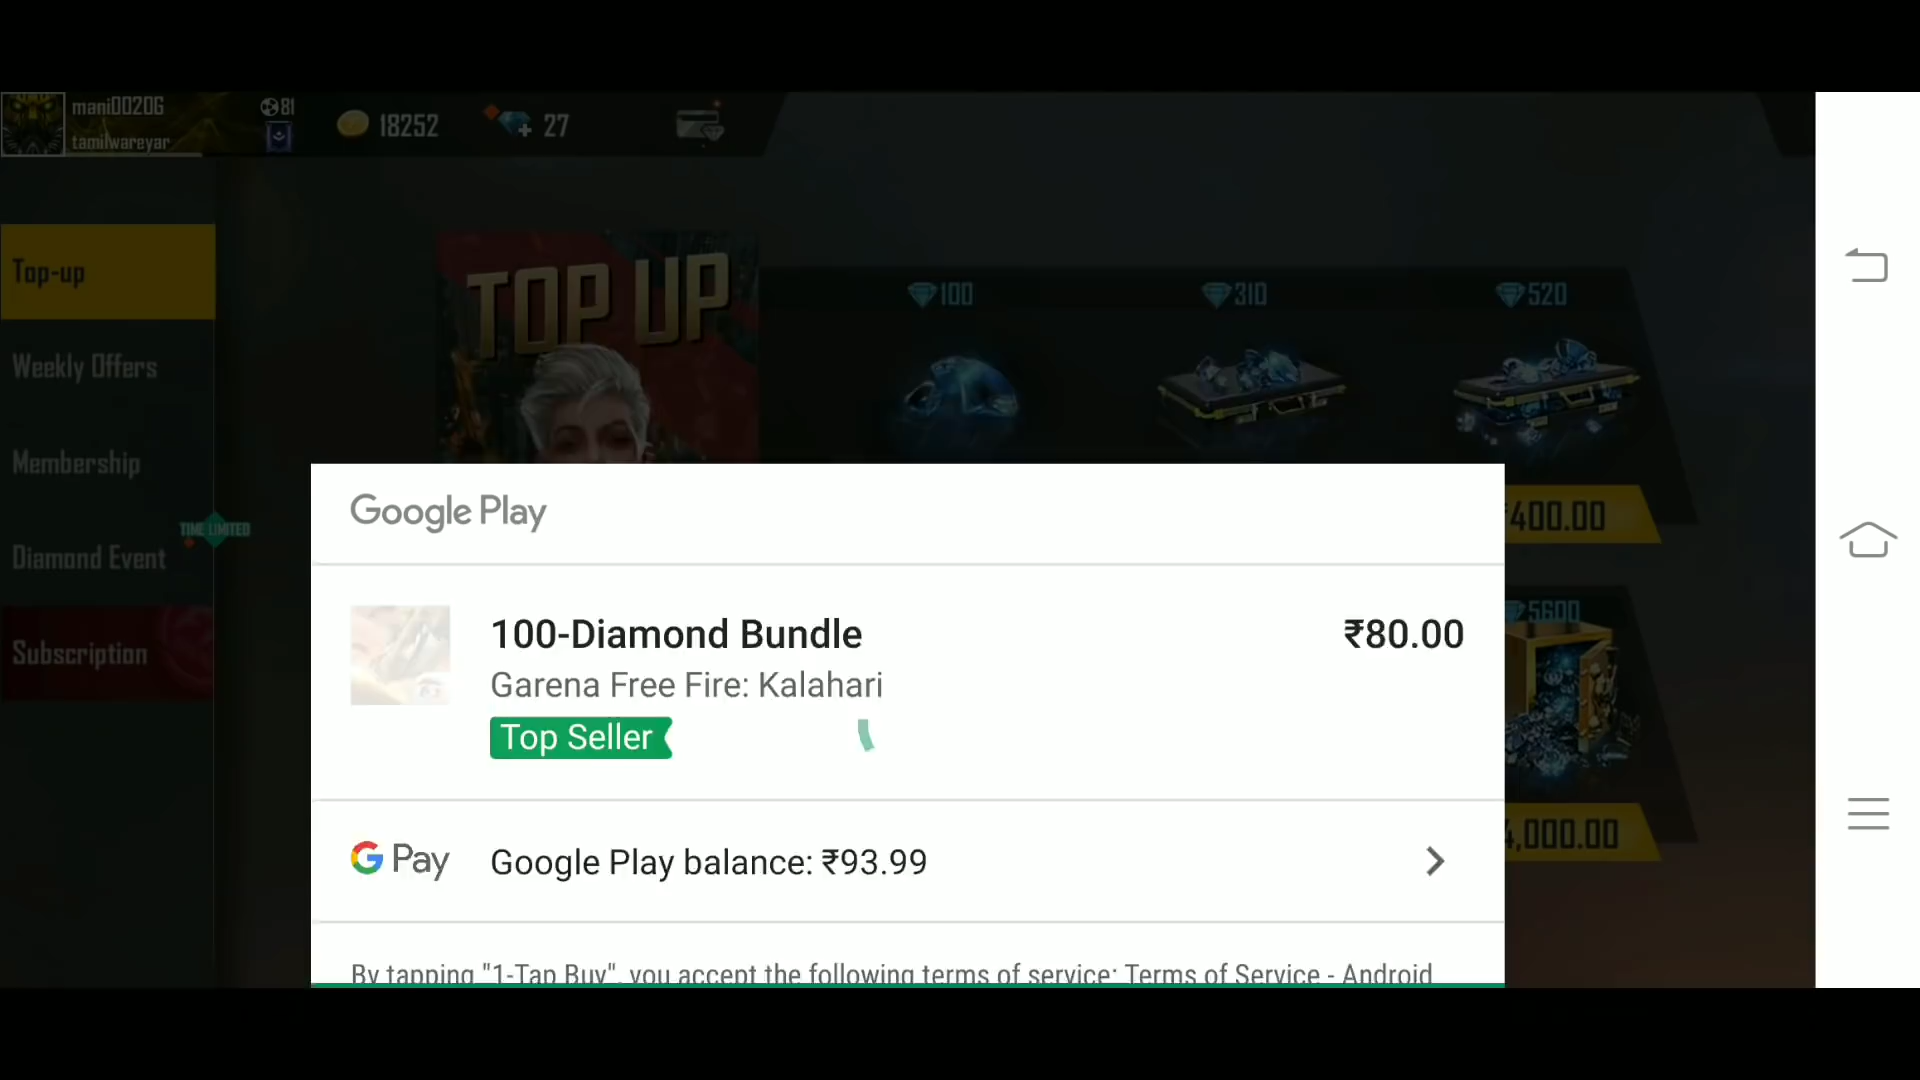 mani0020G
tamilwareyar
81
18252
27
Top-up
Weekly Offers
Membership
TIME LIMITED
Diamond Event
Subscription
TOP UP
100
310
520
400.00
5600
,000.00
Google Play
100-Diamond Bundle
₹80.00
Garena Free Fire: Kalahari
Top Seller
G Pay
Google Play balance: ₹93.99
By tapping "1-Tap Buy", you accept the following terms of service: Terms of Service - Android